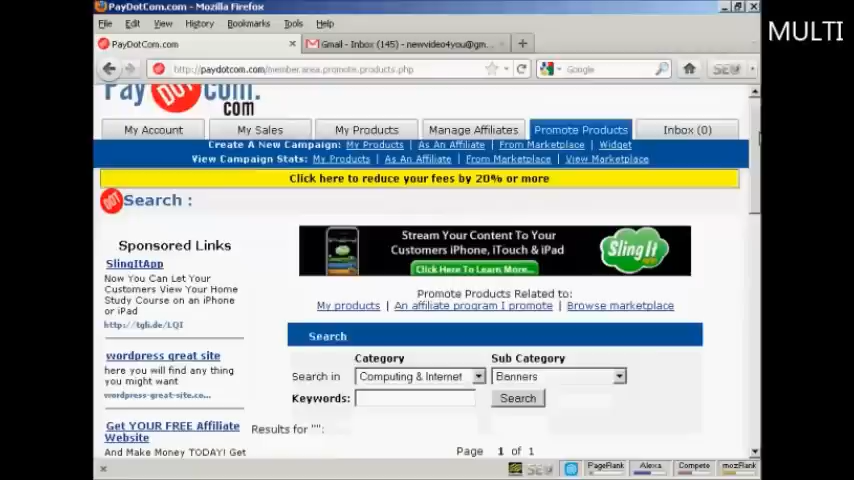 PayDotCom.com - Mozilla Firefox
MULTI
File Edit View History Bookmarks Tools Help
PayDotCom.com Gmail - Inbox (145) - newvideo4you@gm...
http://paydotcom.com/member.area.promote.products.php Google
Pay DOT Com.
com
My Account My Sales My Products Manage Affiliates Promote Products Inbox (0)
Create A New Campaign: My Products | As An Affiliate | From Marketplace | Widget
View Campaign Stats: My Products | As An Affiliate | From Marketplace | View Marketplace
Click here to reduce your fees by 20% or more
DOT Search :
Sponsored Links
SlingItApp
Now You Can Let Your
Customers View Your Home
Study Course on an iPhone
or iPad
http://tgli.de/LQI
wordpress great site
here you will find any thing
you might want
wordpress-great-site.co...
Get YOUR FREE Affiliate
Website
And Make Money TODAY! Get
Stream Your Content To Your
Customers iPhone, iTouch & iPad
Click Here To Learn More...
SlingIt
Promote Products Related to:
My products | An affiliate program I promote | Browse marketplace
Search
Category Sub Category
Search in Computing & Internet Banners
Keywords: Search
Results for "":
Page 1 of 1
PageRank Alexa Compete mozRank